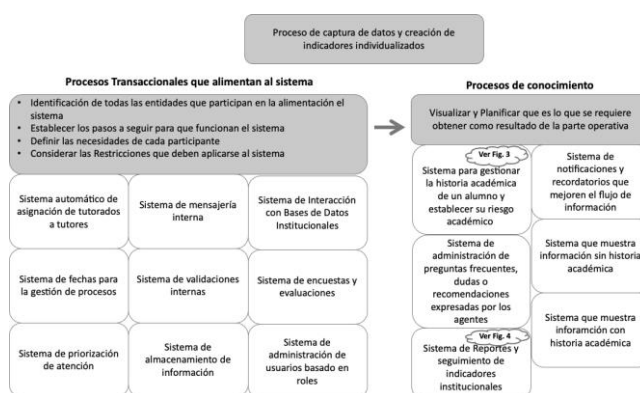 Proceso de captura de datos y creación de
indicadores individualizados
Procesos Transaccionales que alimentan al sistema
• Identificación de todas las entidades que participan en la alimentación el
sistema
• Establecer los pasos a seguir para que funcionan el sistema
• Definir las necesidades de cada participante
• Considerar las Restricciones que deben aplicarse al sistema
Sistema automático de
asignación de tutorados
a tutores
Sistema de mensajería
interna
Sistema de Interacción
con Bases de Datos
Institucionales
Sistema de fechas para
la gestión de procesos
Sistema de validaciones
internas
Sistema de encuestas y
evaluaciones
Sistema de priorización
de atención
Sistema de
almacenamiento de
información
Sistema de
administración de
usuarios basado en
roles
Procesos de conocimiento
Visualizar y Planificar que es lo que se requiere
obtener como resultado de la parte operativa
Ver Fig. 3
Sistema para gestionar
la historia académica
de un alumno y
establecer su riesgo
académico
Sistema de
administración de
preguntas frecuentes,
dudas o
recomendaciones
expresadas por los
agentes
Ver Fig. 4
Sistema de Reportes y
seguimiento de
indicadores
institucionales
Sistema de
notificaciones y
recordatorios que
mejoren el flujo de
información
Sistema que muestra
información sin historia
académica
Sistema que muestra
inforamción con
historia académica